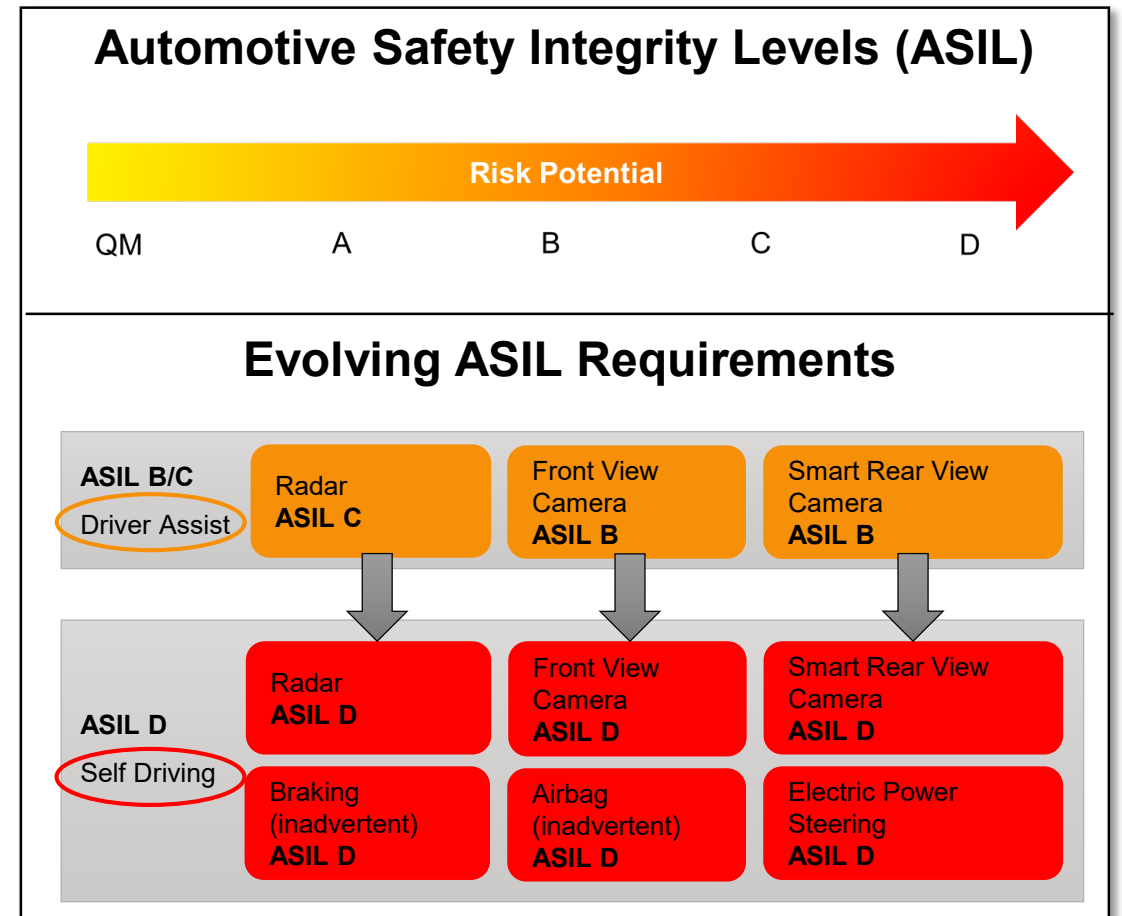 Automotive Safety Integrity Levels (ASIL)
Risk Potential
QM A B C D
Evolving ASIL Requirements
ASIL B/C
Driver Assist
Radar
ASIL C
Front View
Camera
ASIL B
Smart Rear View
Camera
ASIL B
ASIL D
Self Driving
Radar
ASIL D
Front View
Camera
ASIL D
Smart Rear View
Camera
ASIL D
Braking
(inadvertent)
ASIL D
Airbag
(inadvertent)
ASIL D
Electric Power
Steering
ASIL D